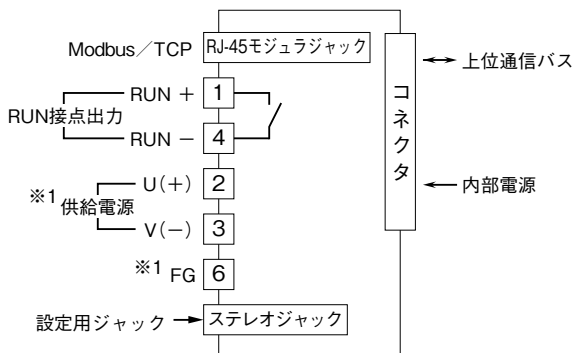 Modbus／TCP RJ-45モジュラジャック
上位通信バス
RUN + 1
RUN接点出力
RUN − 4
コネクタ
U(+) 2
内部電源
※1 供給電源
V(−) 3
※1 FG 6
設定用ジャック ステレオジャック